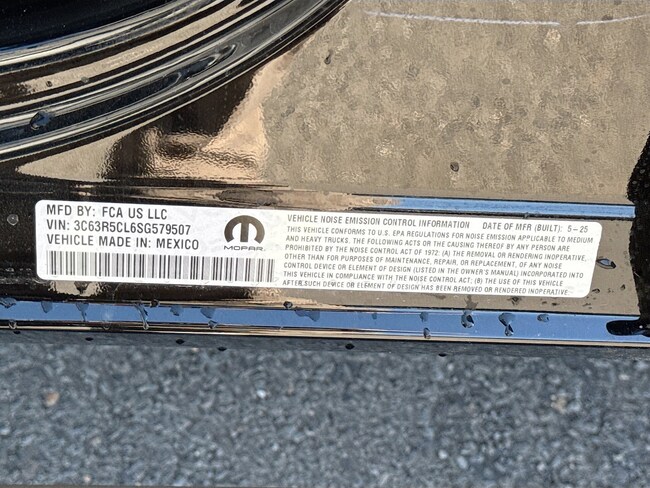 MFD BY: FCA US LLC
VIN: 3C63R5CL6SG579507
VEHICLE MADE IN: MEXICO
MOPAR
VEHICLE NOISE EMISSION CONTROL INFORMATION DATE OF MFR (BUILT): 5-25
THIS VEHICLE CONFORMS TO U.S. EPA REGULATIONS FOR NOISE EMISSION APPLICABLE TO MEDIUM
AND HEAVY TRUCKS. THE FOLLOWING ACTS OR THE CAUSING THEREOF BY ANY PERSON ARE
PROHIBITED BY THE NOISE CONTROL ACT OF 1972: (A) THE REMOVAL OR RENDERING INOPERATIVE,
OTHER THAN FOR PURPOSES OF MAINTENANCE, REPAIR, OR REPLACEMENT, OF ANY NOISE
CONTROL DEVICE OR ELEMENT OF DESIGN (LISTED IN THE OWNER'S MANUAL) INCORPORATED INTO
THIS VEHICLE IN COMPLIANCE WITH THE NOISE CONTROL ACT; (B) THE USE OF THIS VEHICLE
AFTER SUCH DEVICE OR ELEMENT OF DESIGN HAS BEEN REMOVED OR RENDERED INOPERATIVE